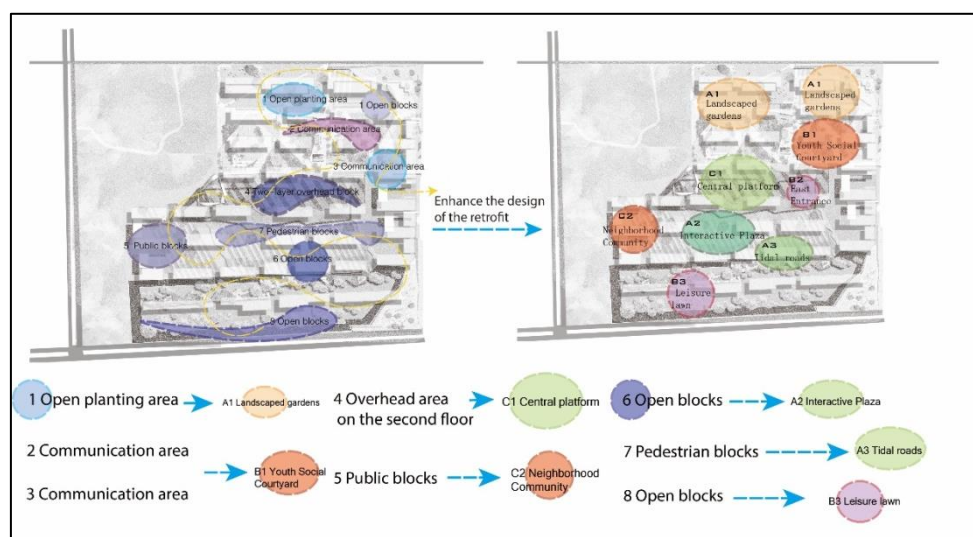 1 Open planting area
1 Open blocks
2 Communication area
3 Communication area
4 Two-layer overhead block
7 Pedestrian blocks
5 Public blocks
6 Open blocks
8 Open blocks
Enhance the design
of the retrofit
A1
Landscaped
gardens
A1
Landscaped
gardens
B1
Youth Social
Courtyard
C1
Central platform
B2
East
Entrance
C2
Neighborhood
Community
A2
Interactive Plaza
A3
Tidal roads
B3
Leisure
lawn
1 Open planting area
A1 Landscaped gardens
4 Overhead area
on the second floor
C1 Central platform
6 Open blocks
A2 Interactive Plaza
2 Communication area
3 Communication area
B1 Youth Social
Courtyard
5 Public blocks
C2 Neighborhood
Community
7 Pedestrian blocks
A3 Tidal roads
8 Open blocks
B3 Leisure lawn